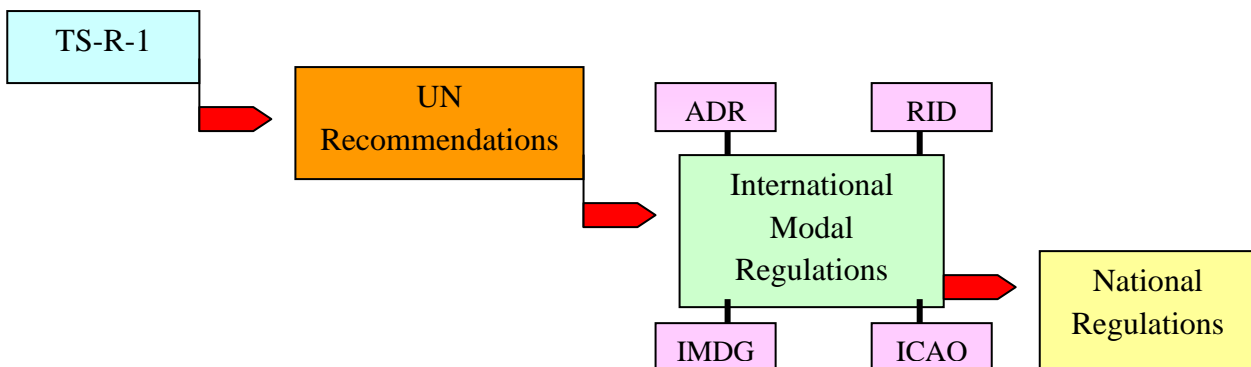 TS-R-1
UN
Recommendations
ADR
RID
International
Modal
Regulations
IMDG
ICAO
National
Regulations